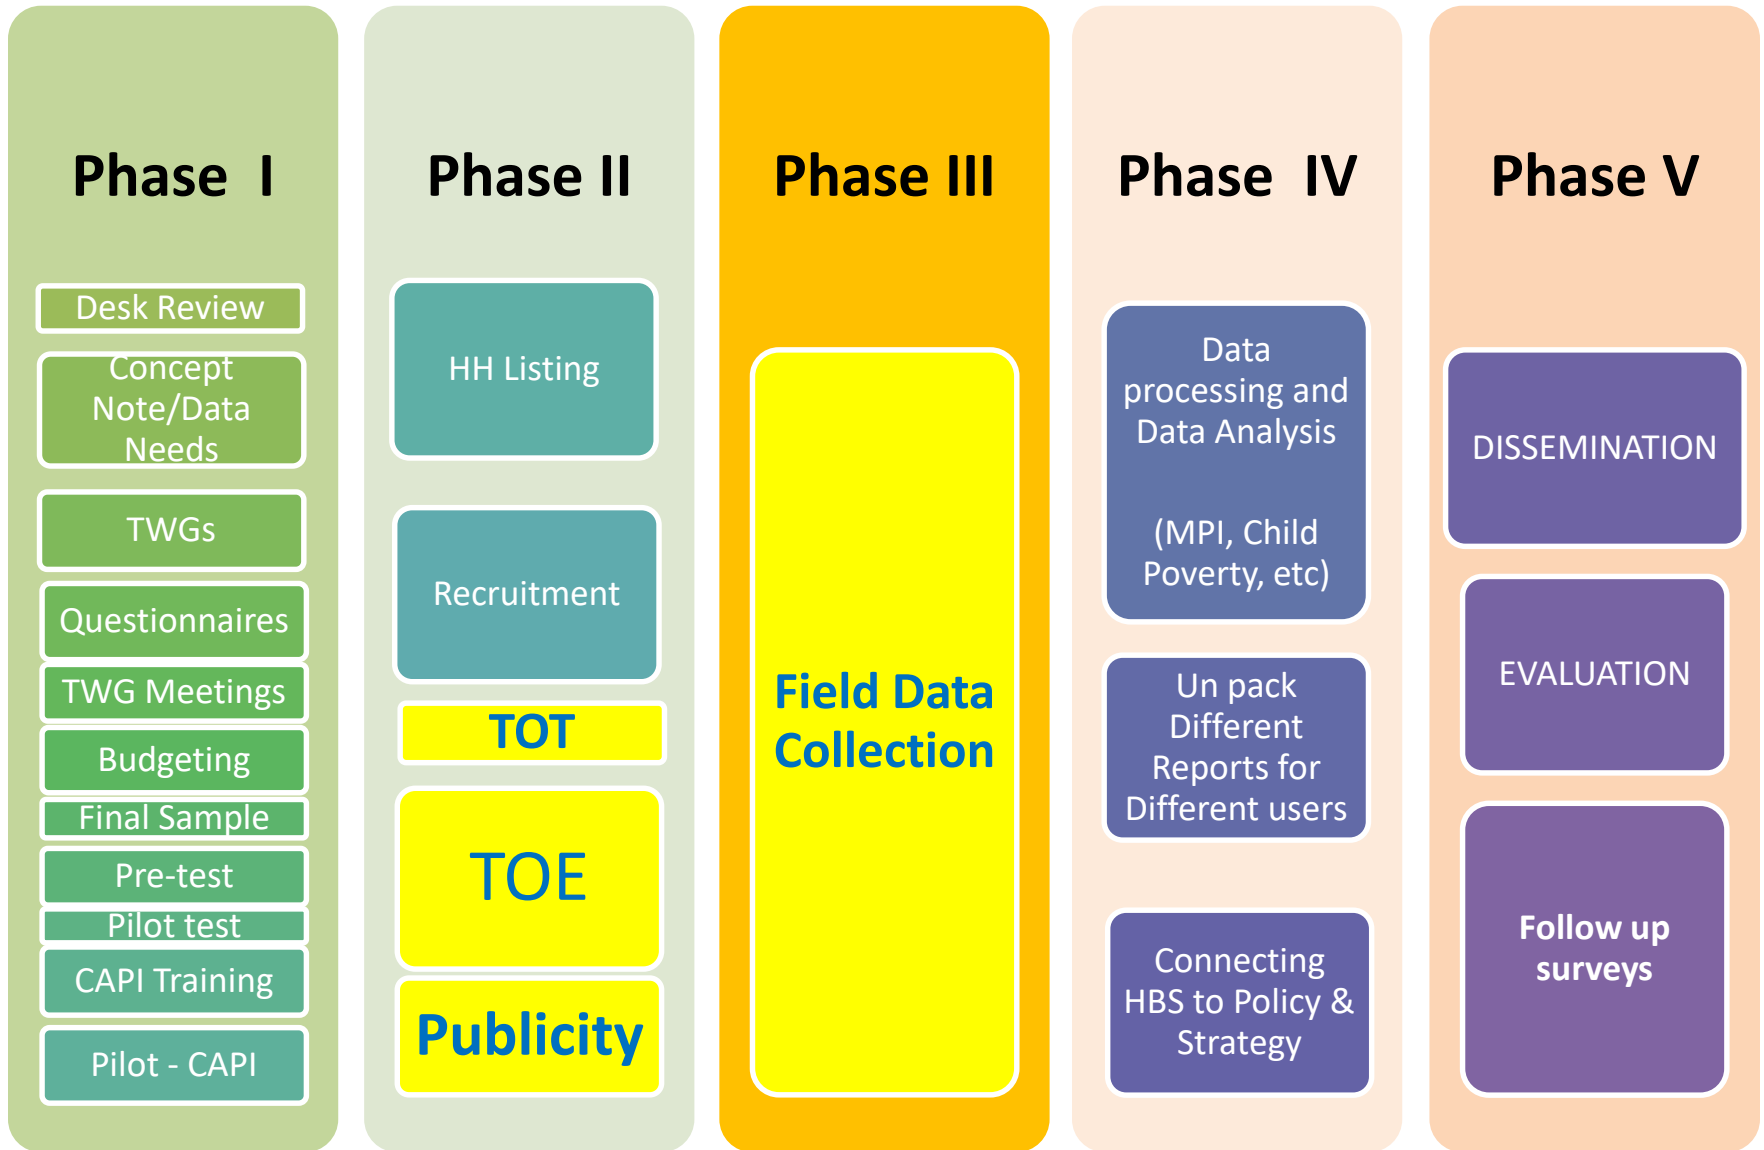 Phase I
Desk Review
Concept
Note/Data
Needs
TWGs
Questionnaires
TWG Meetings
Budgeting
Final Sample
Pre-test
Pilot test
CAPI Training
Pilot - CAPI
Phase II
HH Listing
Recruitment
TOT
TOE
Publicity
Phase III
Field Data
Collection
Phase IV
Data
processing and
Data Analysis
(MPI, Child
Poverty, etc)
Un pack
Different
Reports for
Different users
Connecting
HBS to Policy &
Strategy
Phase V
DISSEMINATION
EVALUATION
Follow up
surveys